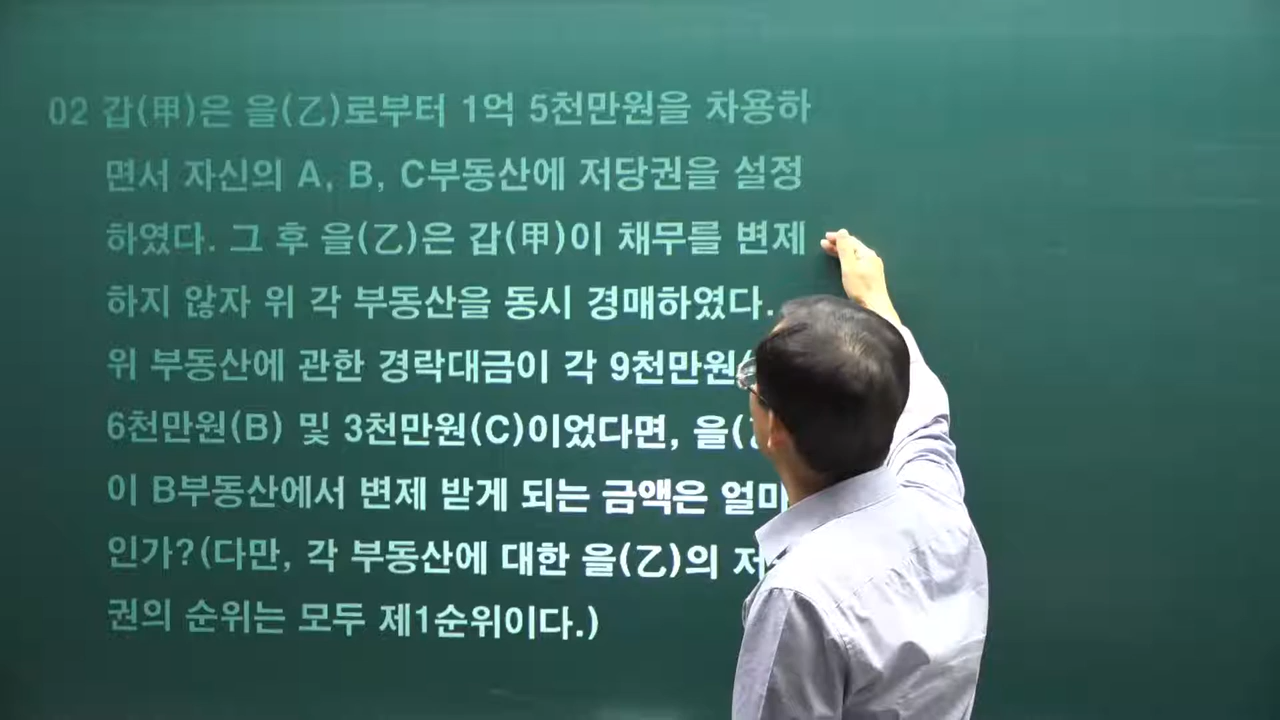 02 갑(甲)은 을(乙)로부터 1억 5천만원을 차용하
면서 자신의 A, B, C부동산에 저당권을 설정
하였다. 그 후 을(乙)은 갑(甲)이 채무를 변제
하지 않자 위 각 부동산을 동시 경매하였다.
위 부동산에 관한 경락대금이 각 9천만원
6천만원(B) 및 3천만원(C)이었다면, 을(
이 B부동산에서 변제 받게 되는 금액은 얼마
인가?(다만, 각 부동산에 대한 을(乙)의 저
권의 순위는 모두 제1순위이다.)